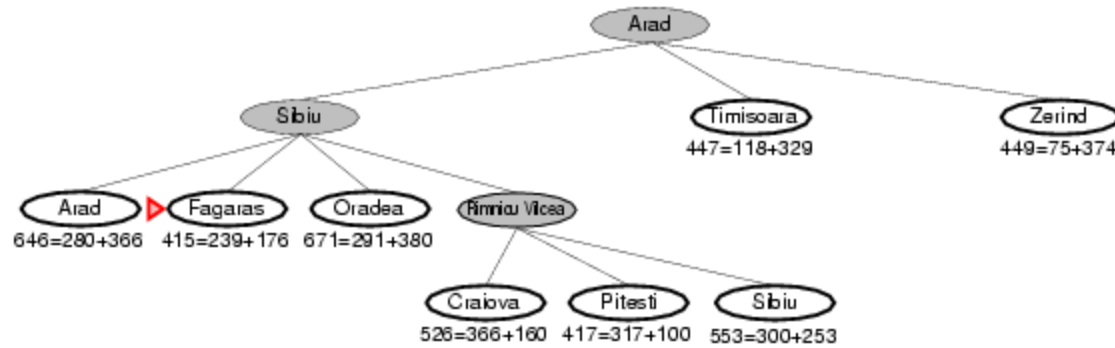 Arad
Sibiu
Timisoara
Zerind
447=118+329
449=75+374
Arad
Fagaras
Oradea
Rimnicu Vilcea
646=280+366
415=239+176
671=291+380
Craiova
Pitesti
Sibiu
526=366+160
417=317+100
553=300+253